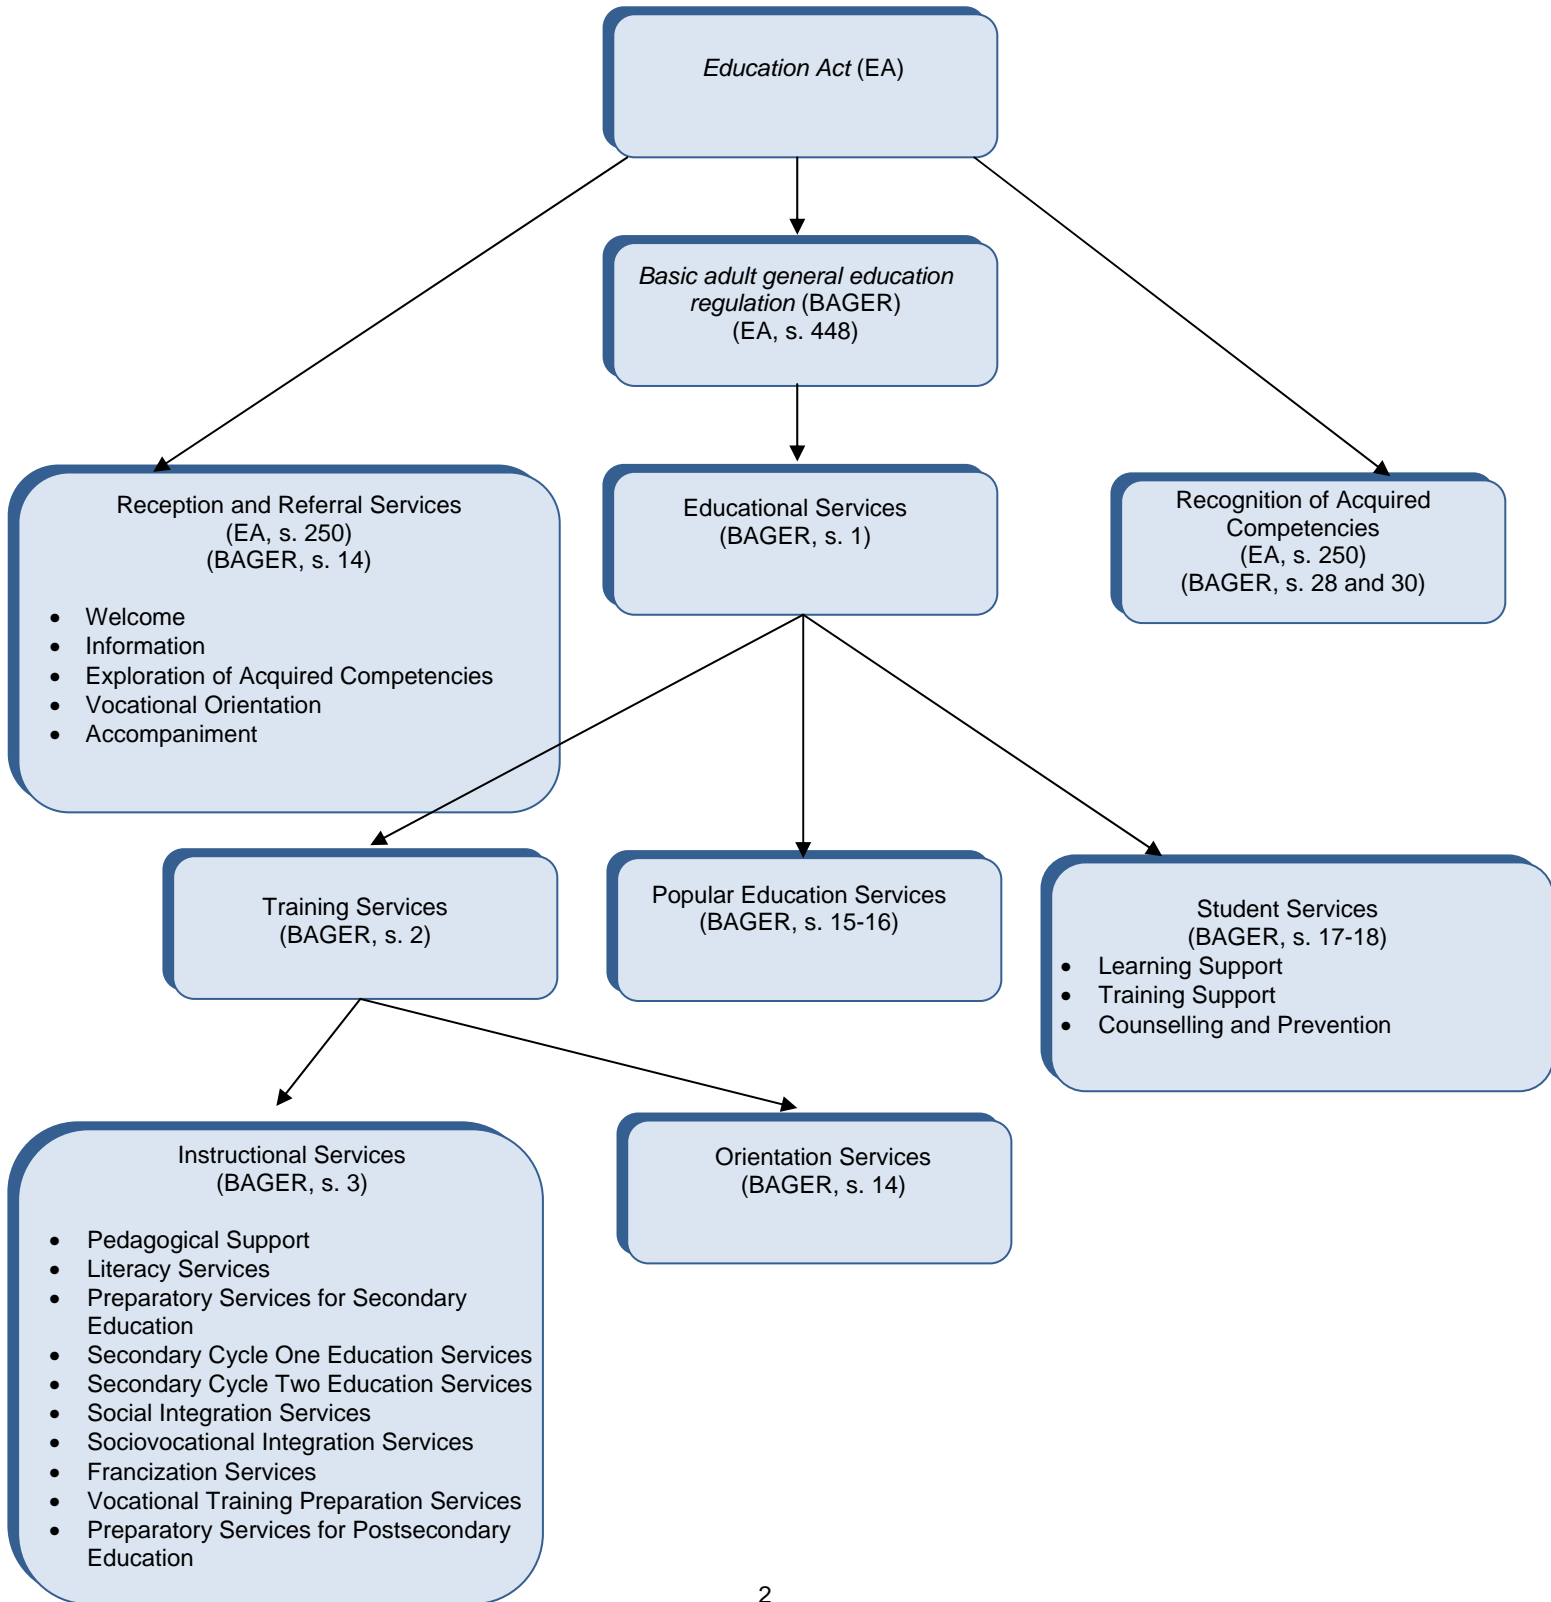 Education Act (EA)
Basic adult general education
regulation (BAGER)
(EA, s. 448)
Reception and Referral Services
(EA, s. 250)
(BAGER, s. 14)
• Welcome
• Information
• Exploration of Acquired Competencies
• Vocational Orientation
• Accompaniment
Educational Services
(BAGER, s. 1)
Recognition of Acquired
Competencies
(EA, s. 250)
(BAGER, s. 28 and 30)
Training Services
(BAGER, s. 2)
Popular Education Services
(BAGER, s. 15-16)
Student Services
(BAGER, s. 17-18)
• Learning Support
• Training Support
• Counselling and Prevention
Instructional Services
(BAGER, s. 3)
• Pedagogical Support
• Literacy Services
• Preparatory Services for Secondary
Education
• Secondary Cycle One Education Services
• Secondary Cycle Two Education Services
• Social Integration Services
• Sociovocational Integration Services
• Francization Services
• Vocational Training Preparation Services
• Preparatory Services for Postsecondary
Education
Orientation Services
(BAGER, s. 14)
2